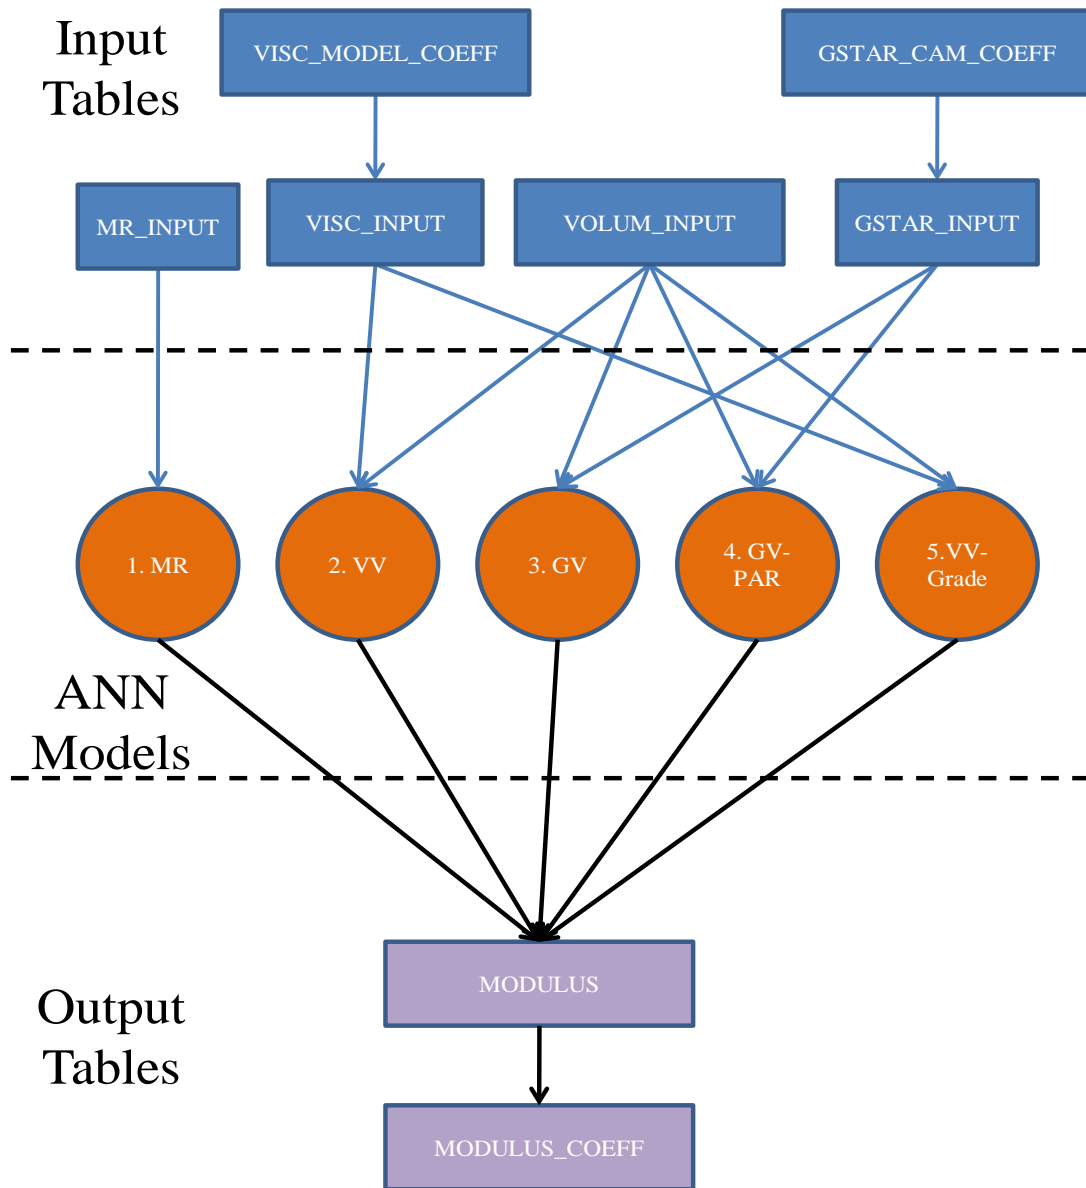 Input
Tables
VISC_MODEL_COEFF
GSTAR_CAM_COEFF
MR_INPUT
VISC_INPUT
VOLUM_INPUT
GSTAR_INPUT
1. MR
2. VV
3. GV
4. GV-
PAR
5.VV-
Grade
ANN
Models
MODULUS
Output
Tables
MODULUS_COEFF